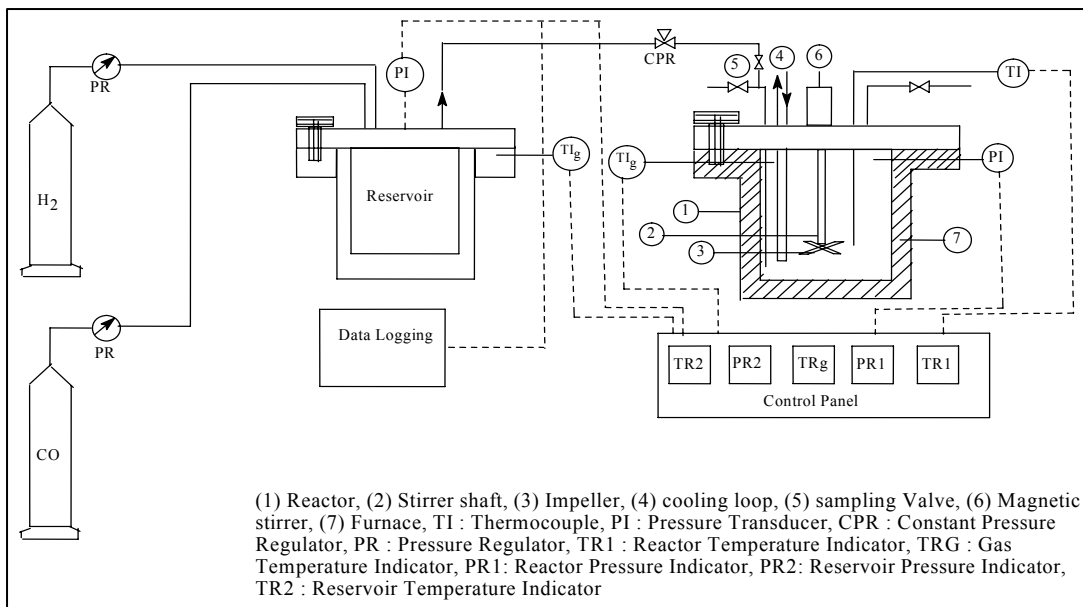 PR
PI
CPR
5
4
6
TI
H2
Reservoir
TIg
TIg
PI
1
2
3
7
PR
Data Logging
CO
TR2
PR2
TRg
PR1
TR1
Control Panel
(1) Reactor, (2) Stirrer shaft, (3) Impeller, (4) cooling loop, (5) sampling Valve, (6) Magnetic
stirrer, (7) Furnace, TI : Thermocouple, PI : Pressure Transducer, CPR : Constant Pressure
Regulator, PR : Pressure Regulator, TR1 : Reactor Temperature Indicator, TRG : Gas
Temperature Indicator, PR1: Reactor Pressure Indicator, PR2: Reservoir Pressure Indicator,
TR2 : Reservoir Temperature Indicator